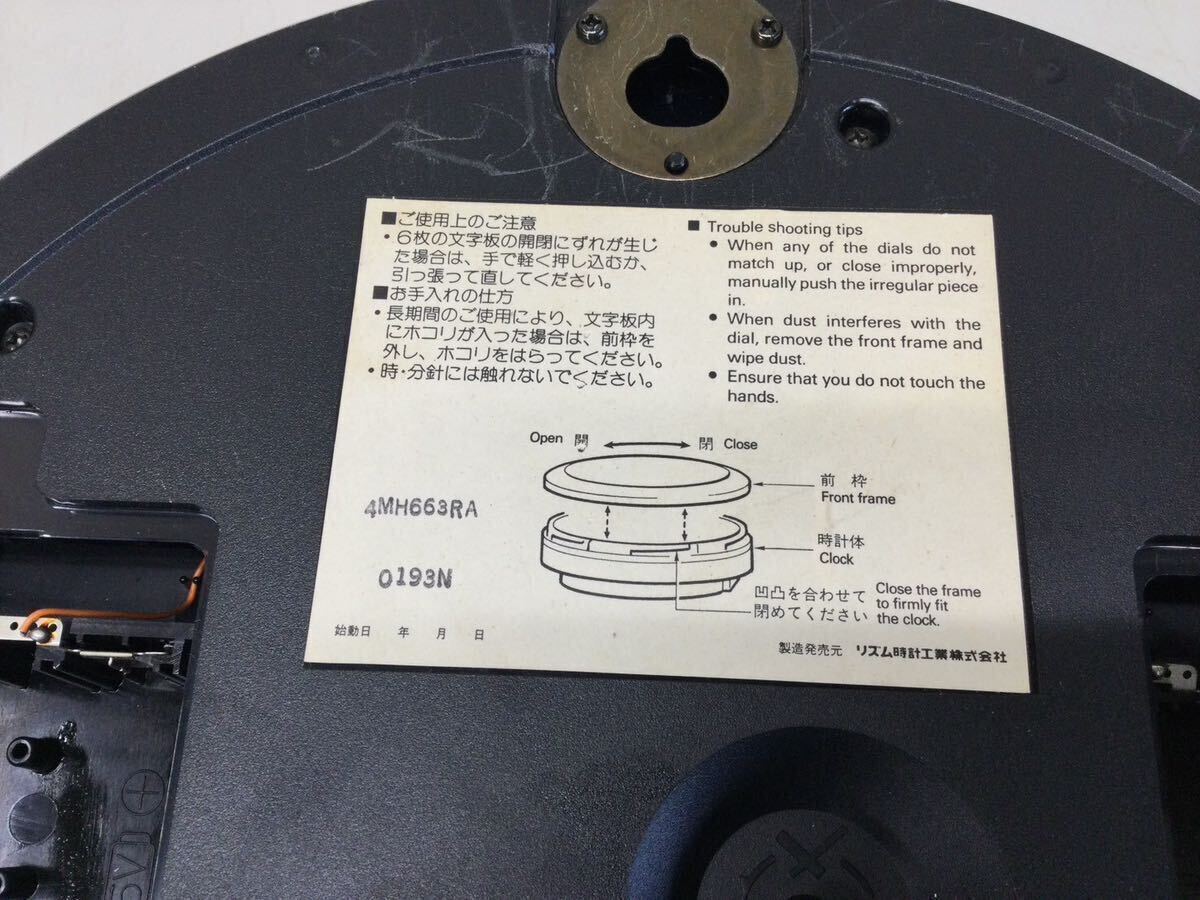 ■ご使用上のご注意
・6枚の文字板の開閉にずれが生じ
た場合は、手で軽く押し込むか、
引っ張って直してください。
■お手入れの仕方
・長期間のご使用により、文字板内
にホコリが入った場合は、前枠を
外し、ホコリをはらってください。
・時・分針には触れないでください。
■ Trouble shooting tips
● When any of the dials do not
match up, or close improperly,
manually push the irregular piece
in.
● When dust interferes with the
dial, remove the front frame and
wipe dust.
● Ensure that you do not touch the
hands.
Open 開 閉 Close
前枠
Front frame
時計体
Clock
凹凸を合わせて
閉めてください
Close the frame
to firmly fit
the clock.
4MH663RA
0193N
始動日 年 月 日
製造発売元 リズム時計工業株式会社